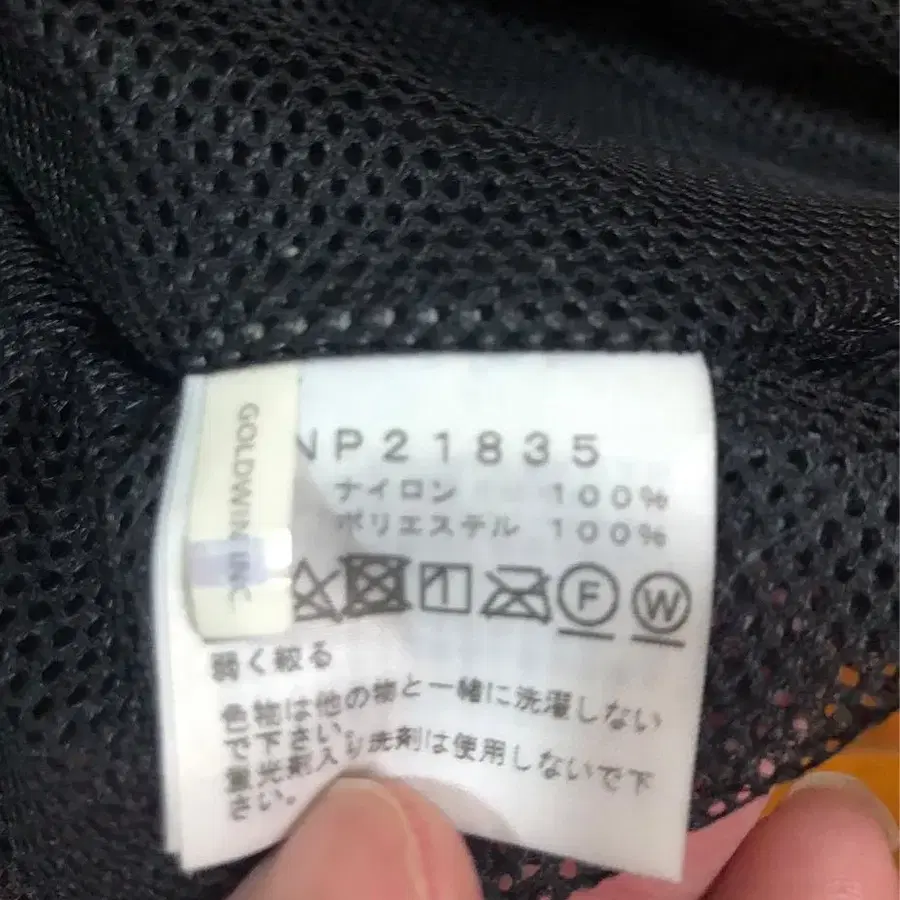 GOLDWIN INC.
NP21835
ナイロン 100%
ポリエステル 100%
F W
弱く絞る
色物は他の物と一緒に洗濯しない
で下さい。
蛍光剤入り洗剤は使用しないで下
さい。